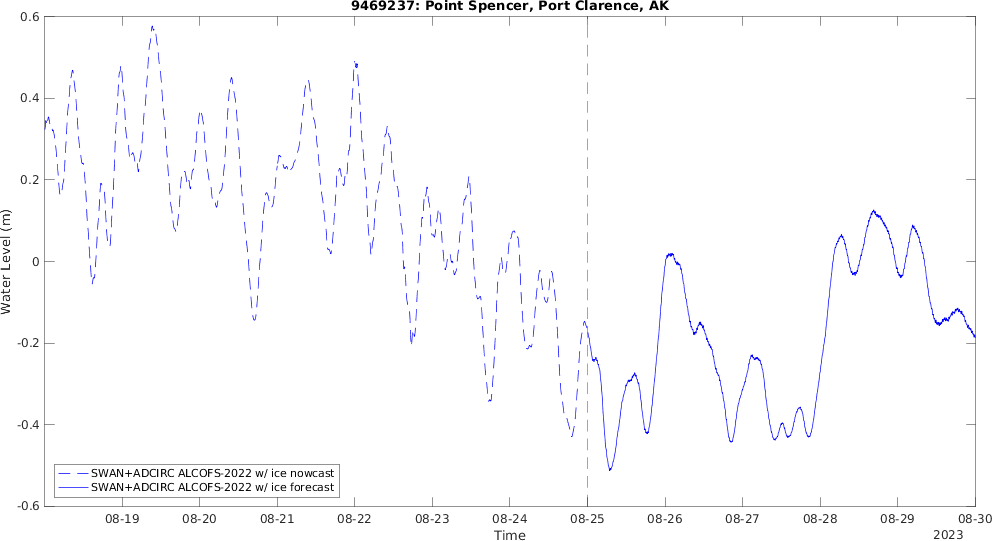 9469237: Point Spencer, Port Clarence, AK
0.6
0.4
0.2
0
-0.2
-0.4
-0.6
Water Level (m)
SWAN+ADCIRC ALCOFS-2022 w/ ice nowcast
SWAN+ADCIRC ALCOFS-2022 w/ ice forecast
08-19 08-20 08-21 08-22 08-23 08-24 08-25 08-26 08-27 08-28 08-29 08-30
Time
2023